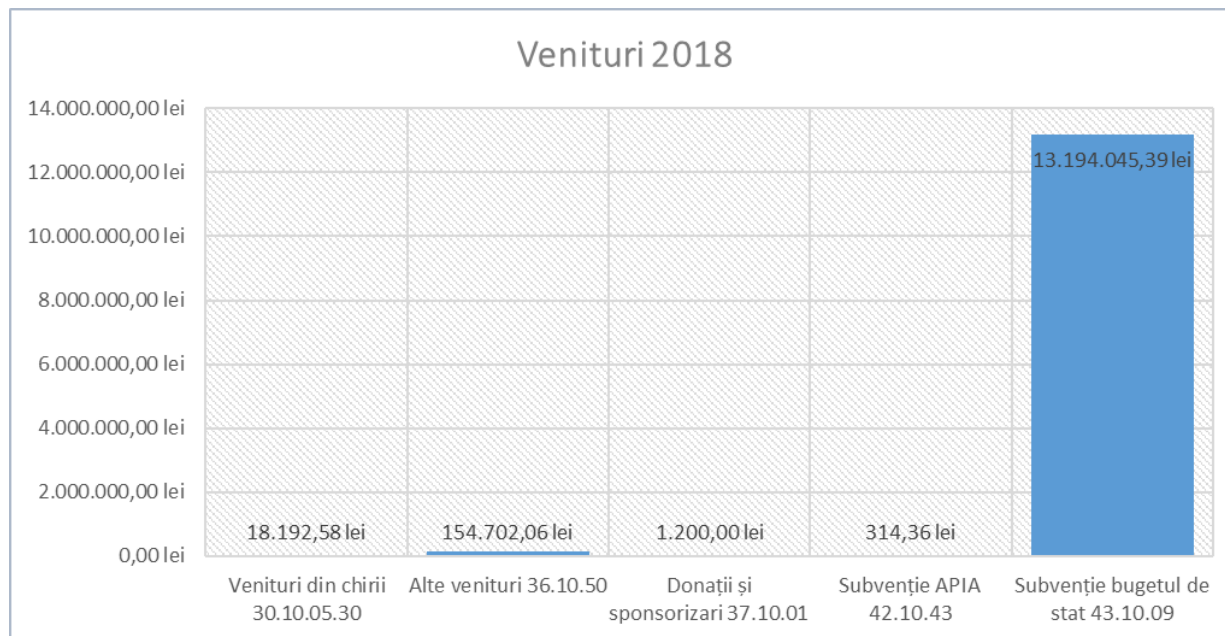 Venituri 2018
14.000.000,00 lei
12.000.000,00 lei
10.000.000,00 lei
8.000.000,00 lei
6.000.000,00 lei
4.000.000,00 lei
2.000.000,00 lei
0,00 lei
18.192,58 lei
154.702,06 lei
1.200,00 lei
314,36 lei
13.194.045,39 lei
Venituri din chirii
30.10.05.30
Alte venituri 36.10.50
Donații și
sponsorizari 37.10.01
Subvenție APIA
42.10.43
Subvenție bugetul de
stat 43.10.09